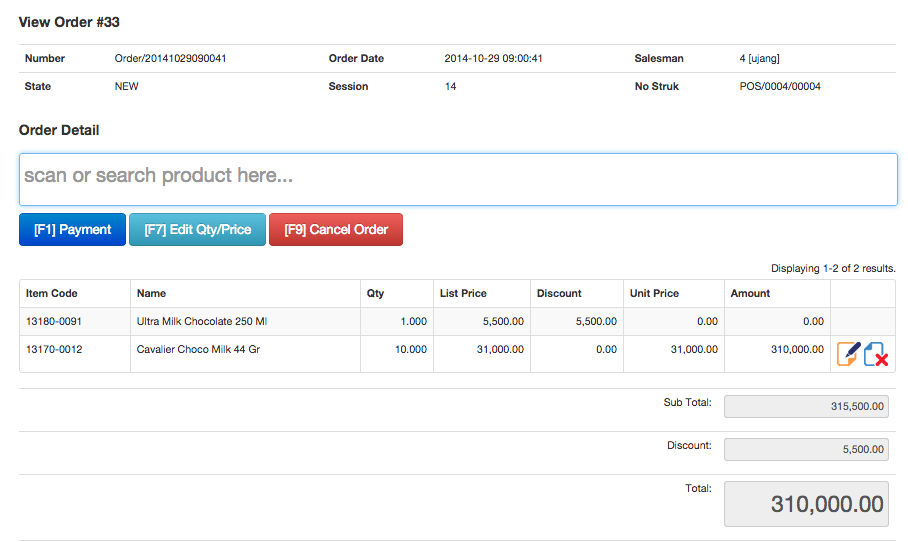 View Order #33
Number Order/20141029090041 Order Date 2014-10-29 09:00:41 Salesman 4 [ujang]
State NEW Session 14 No Struk POS/0004/00004
Order Detail
scan or search product here...
[F1] Payment [F7] Edit Qty/Price [F9] Cancel Order
Displaying 1-2 of 2 results.
Item Code Name Qty List Price Discount Unit Price Amount
13180-0091 Ultra Milk Chocolate 250 Ml 1.000 5,500.00 5,500.00 0.00 0.00
13170-0012 Cavalier Choco Milk 44 Gr 10.000 31,000.00 0.00 31,000.00 310,000.00
Sub Total: 315,500.00
Discount: 5,500.00
Total: 310,000.00